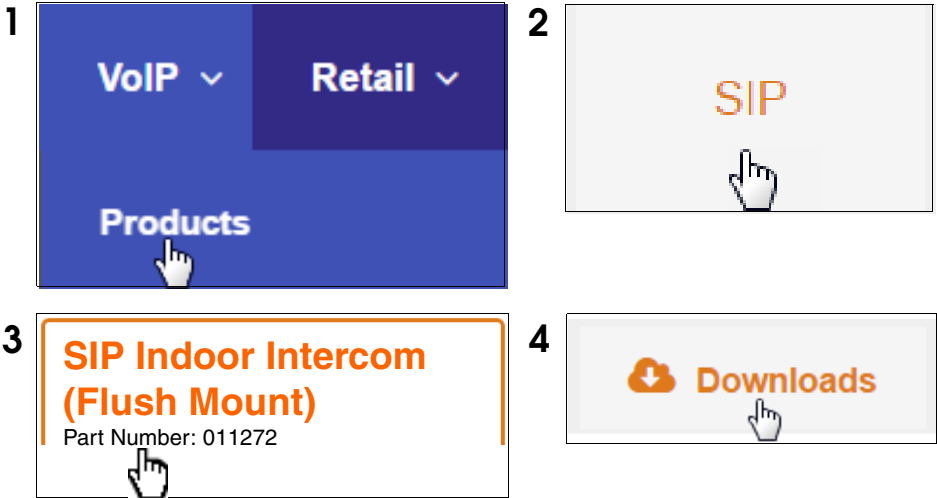 1
VoIP
Retail
Products
2
SIP
3
SIP Indoor Intercom
(Flush Mount)
Part Number: 011272
4
Downloads